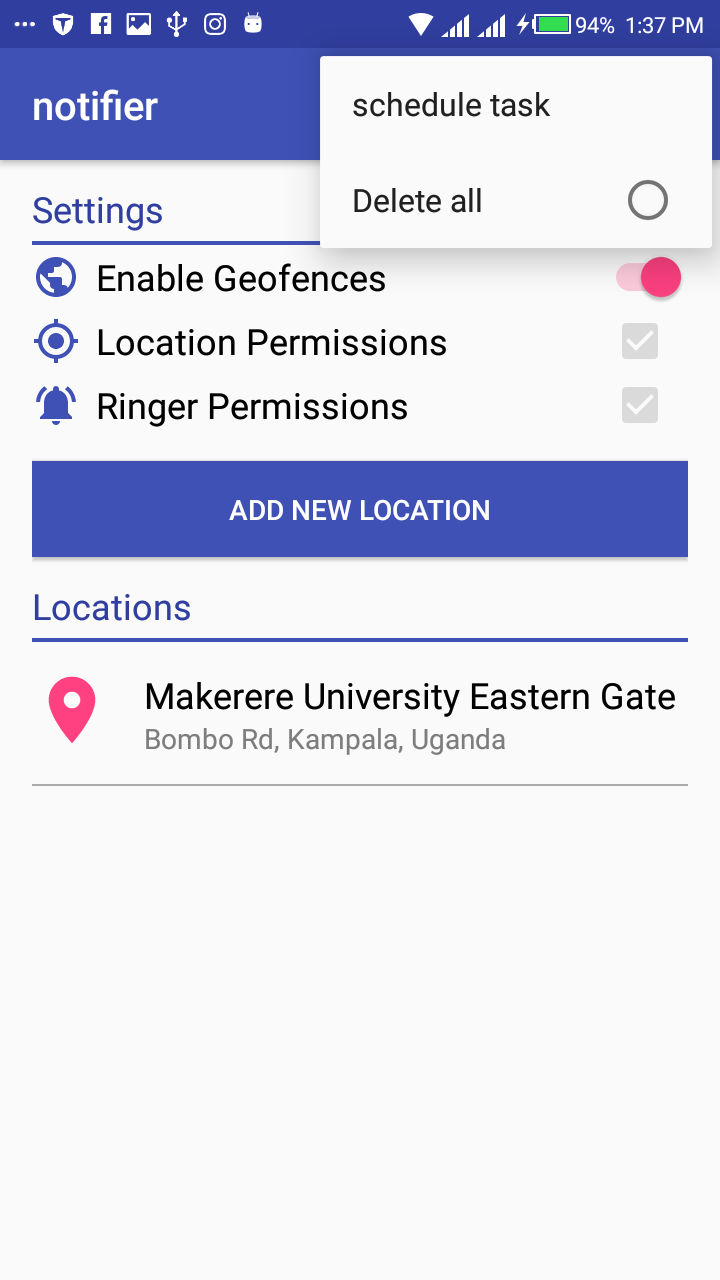 94% 1:37 PM
notifier
schedule task
Delete all
Settings
Enable Geofences
Location Permissions
Ringer Permissions
ADD NEW LOCATION
Locations
Makerere University Eastern Gate
Bombo Rd, Kampala, Uganda